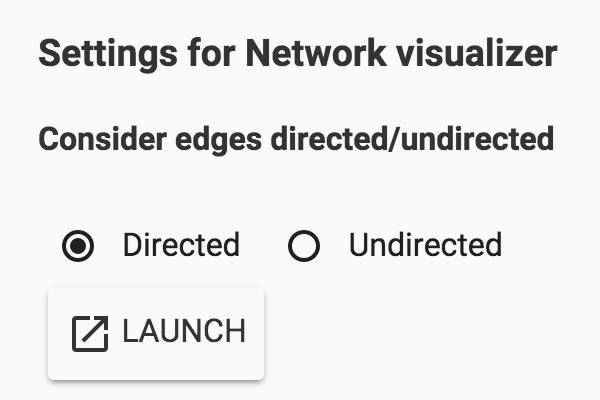 Settings for Network visualizer
Consider edges directed/undirected
Directed Undirected
LAUNCH